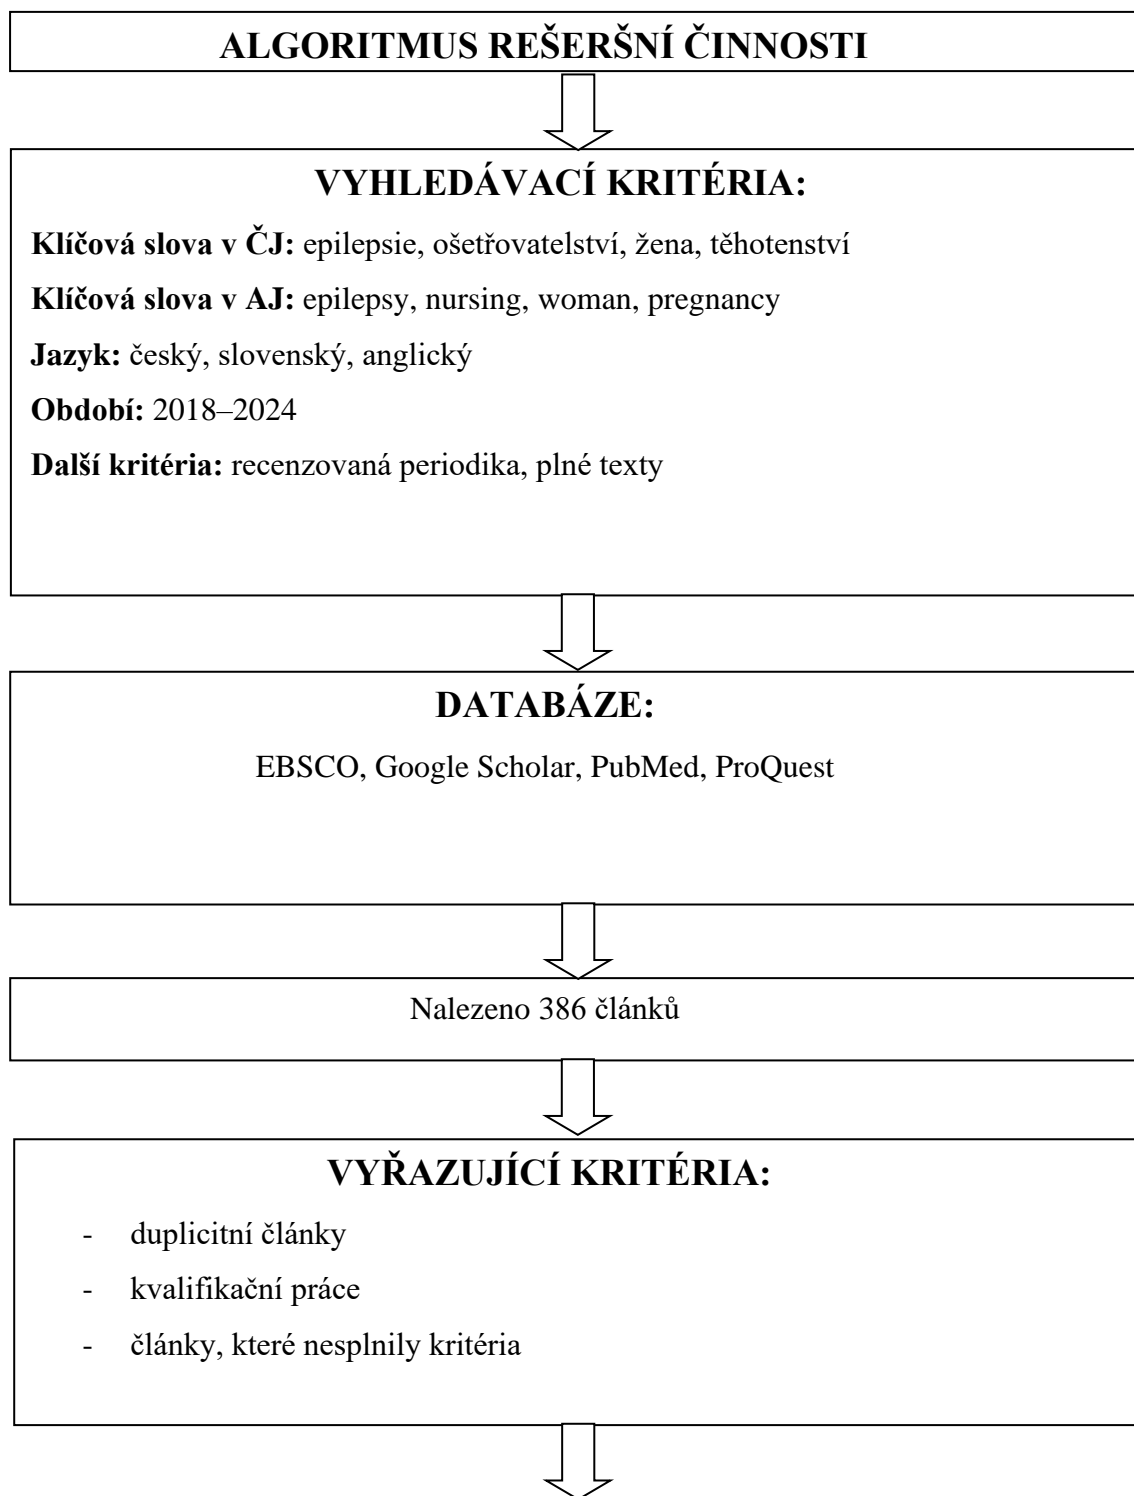 ALGORITMUS REŠERŠNÍ ČINNOSTI
VYHLEDÁVACÍ KRITÉRIA:
Klíčová slova v ČJ: epilepsie, ošetřovatelství, žena, těhotenství
Klíčová slova v AJ: epilepsy, nursing, woman, pregnancy
Jazyk: český, slovenský, anglický
Období: 2018–2024
Další kritéria: recenzovaná periodika, plné texty
DATABÁZE:
EBSCO, Google Scholar, PubMed, ProQuest
Nalezeno 386 článků
VYŘAZUJÍCÍ KRITÉRIA:
- duplicitní články
- kvalifikační práce
- články, které nesplnily kritéria